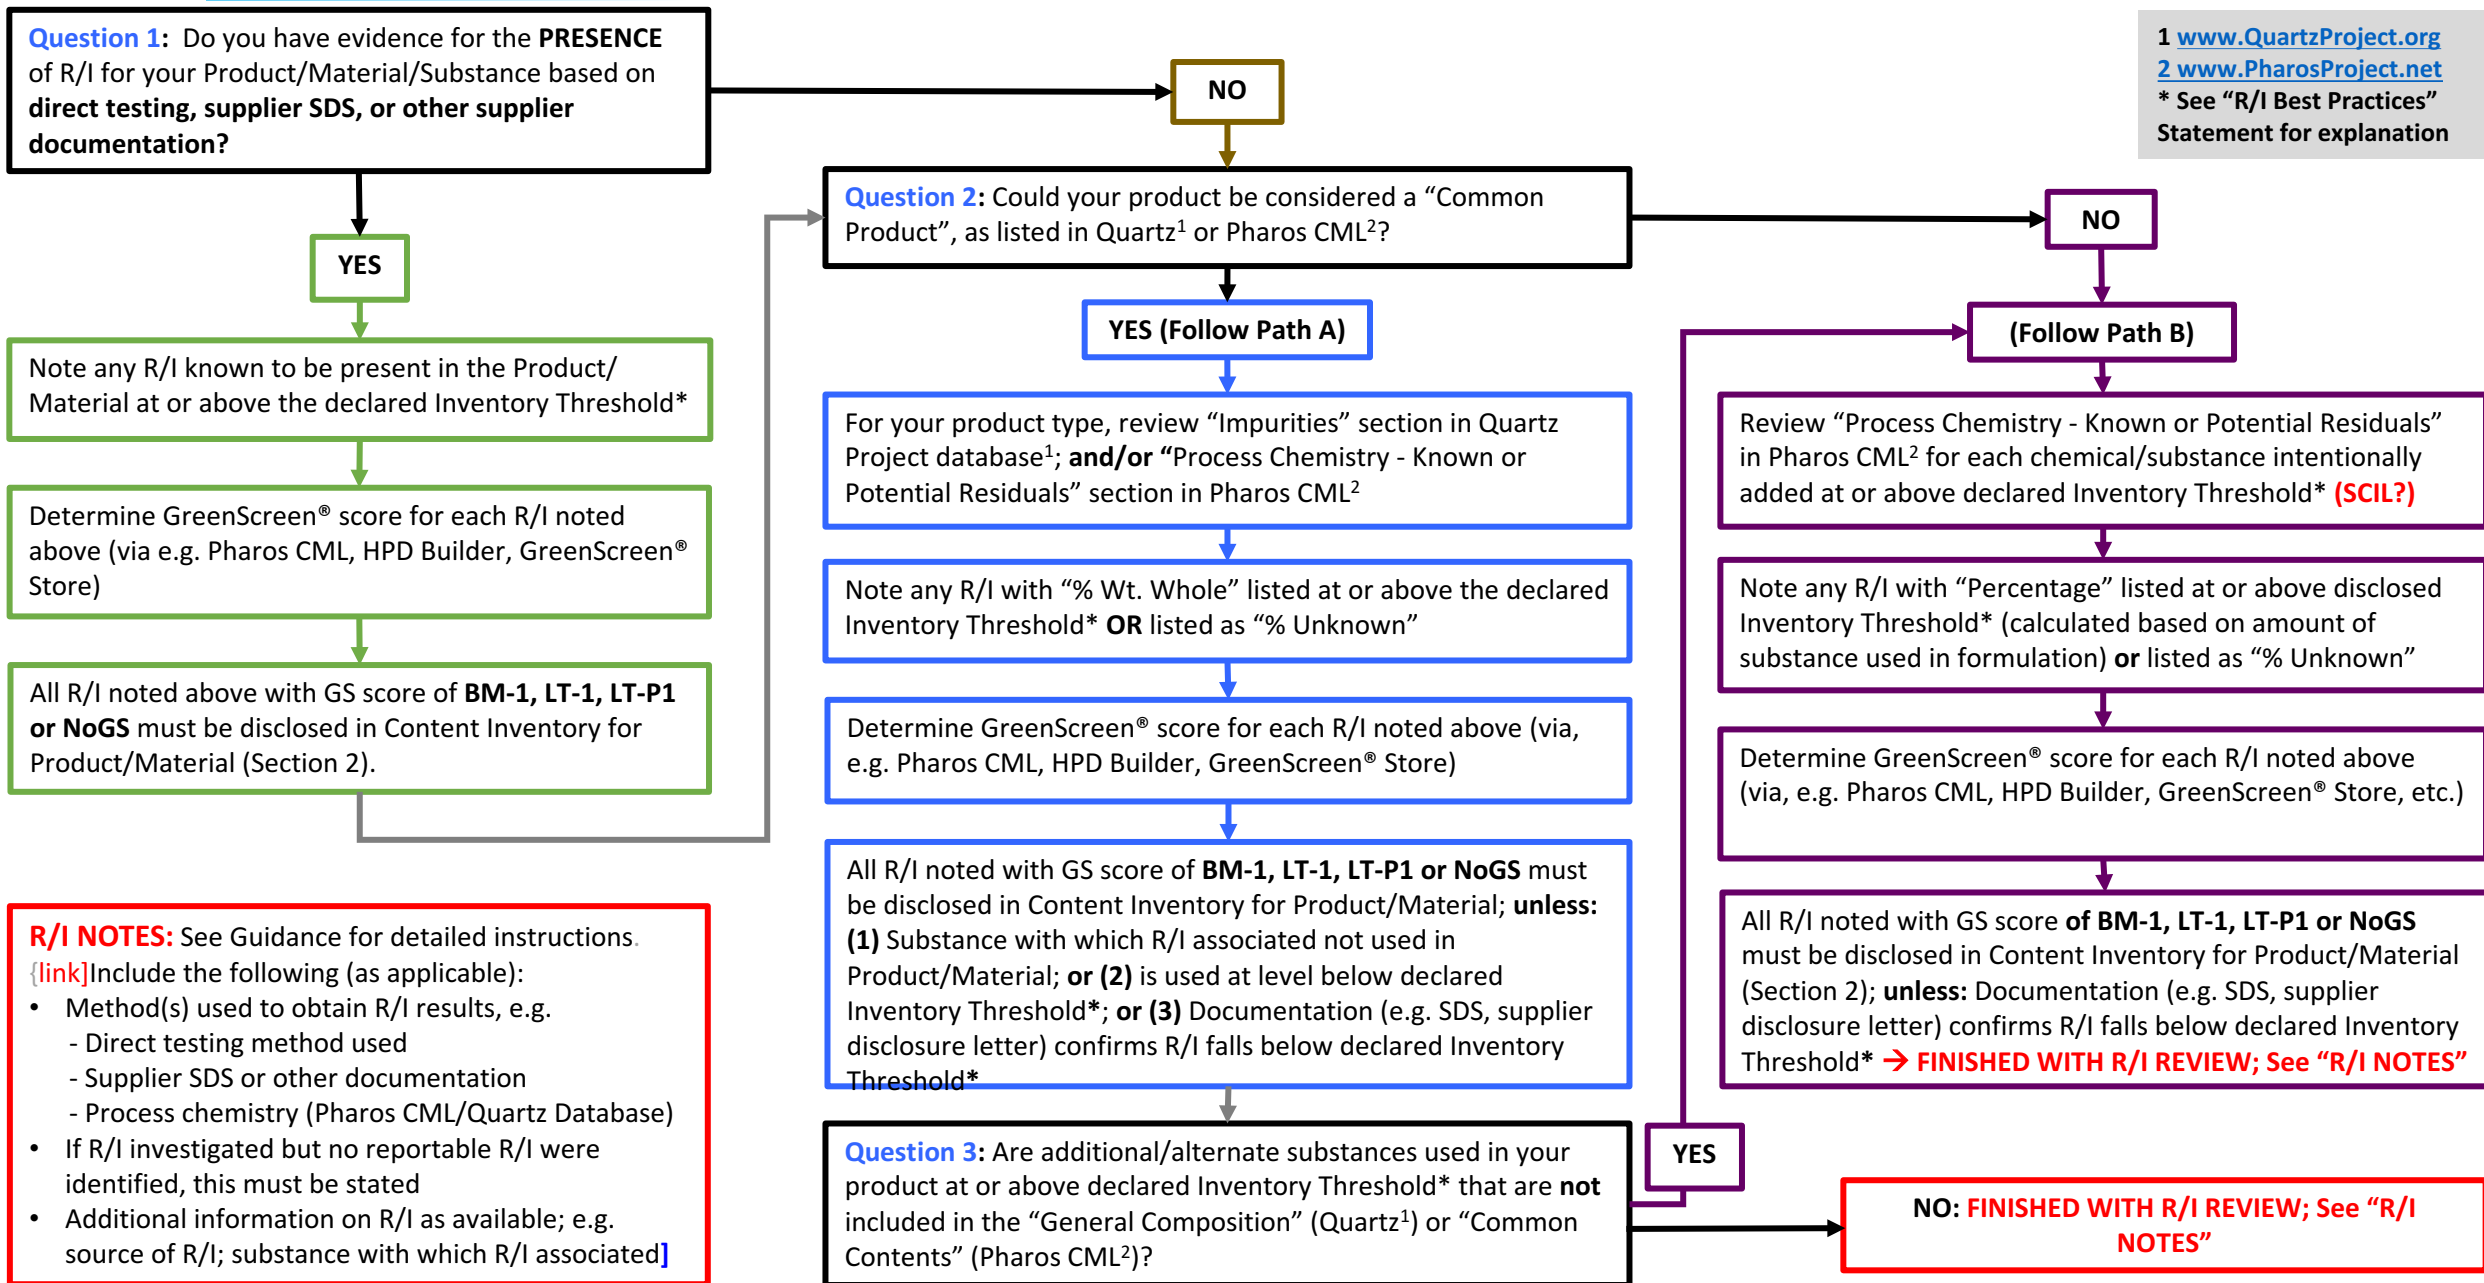 Question 1: Do you have evidence for the PRESENCE
of R/I for your Product/Material/Substance based on
direct testing, supplier SDS, or other supplier
documentation?
NO
1 www.QuartzProject.org
2 www.PharosProject.net
* See “R/I Best Practices”
Statement for explanation
YES
Note any R/I known to be present in the Product/
Material at or above the declared Inventory Threshold*
Determine GreenScreen® score for each R/I noted
above (via e.g. Pharos CML, HPD Builder, GreenScreen®
Store)
All R/I noted above with GS score of BM-1, LT-1, LT-P1
or NoGS must be disclosed in Content Inventory for
Product/Material (Section 2).
R/I NOTES: See Guidance for detailed instructions.
{link]Include the following (as applicable):
• Method(s) used to obtain R/I results, e.g.
- Direct testing method used
- Supplier SDS or other documentation
- Process chemistry (Pharos CML/Quartz Database)
• If R/I investigated but no reportable R/I were
identified, this must be stated
• Additional information on R/I as available; e.g.
source of R/I; substance with which R/I associated]
Question 2: Could your product be considered a “Common
Product”, as listed in Quartz1 or Pharos CML2?
YES (Follow Path A)
For your product type, review “Impurities” section in Quartz
Project database1; and/or “Process Chemistry - Known or
Potential Residuals” section in Pharos CML2
Note any R/I with “% Wt. Whole” listed at or above the declared
Inventory Threshold* OR listed as “% Unknown”
Determine GreenScreen® score for each R/I noted above (via,
e.g. Pharos CML, HPD Builder, GreenScreen® Store)
All R/I noted with GS score of BM-1, LT-1, LT-P1 or NoGS must
be disclosed in Content Inventory for Product/Material; unless:
(1) Substance with which R/I associated not used in
Product/Material; or (2) is used at level below declared
Inventory Threshold*; or (3) Documentation (e.g. SDS, supplier
disclosure letter) confirms R/I falls below declared Inventory
Threshold*
Question 3: Are additional/alternate substances used in your
product at or above declared Inventory Threshold* that are not
included in the “General Composition” (Quartz1) or “Common
Contents” (Pharos CML2)?
YES
NO
(Follow Path B)
Review “Process Chemistry - Known or Potential Residuals”
in Pharos CML2 for each chemical/substance intentionally
added at or above declared Inventory Threshold* (SCIL?)
Note any R/I with “Percentage” listed at or above disclosed
Inventory Threshold* (calculated based on amount of
substance used in formulation) or listed as “% Unknown”
Determine GreenScreen® score for each R/I noted above
(via, e.g. Pharos CML, HPD Builder, GreenScreen® Store, etc.)
All R/I noted with GS score of BM-1, LT-1, LT-P1 or NoGS
must be disclosed in Content Inventory for Product/Material
(Section 2); unless: Documentation (e.g. SDS, supplier
disclosure letter) confirms R/I falls below declared Inventory
Threshold* → FINISHED WITH R/I REVIEW; See “R/I NOTES”
NO: FINISHED WITH R/I REVIEW; See “R/I
NOTES”